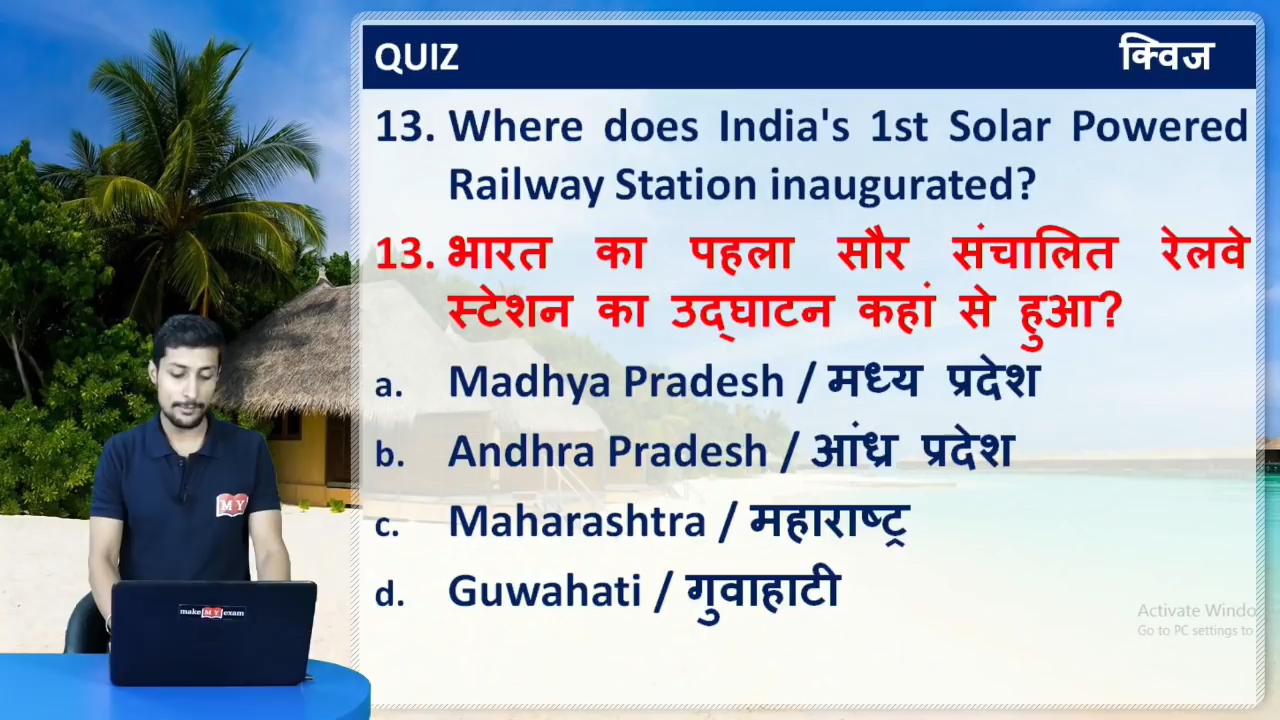 QUIZ क्विज
13. Where does India's 1st Solar Powered
Railway Station inaugurated?
13. भारत का पहला सौर संचालित रेलवे
स्टेशन का उद्घाटन कहां से हुआ?
a. Madhya Pradesh / मध्य प्रदेश
b. Andhra Pradesh / आंध्र प्रदेश
c. Maharashtra / महाराष्ट्र
d. Guwahati / गुवाहाटी
MY
make MY exam
Activate Windo
Go to PC settings to